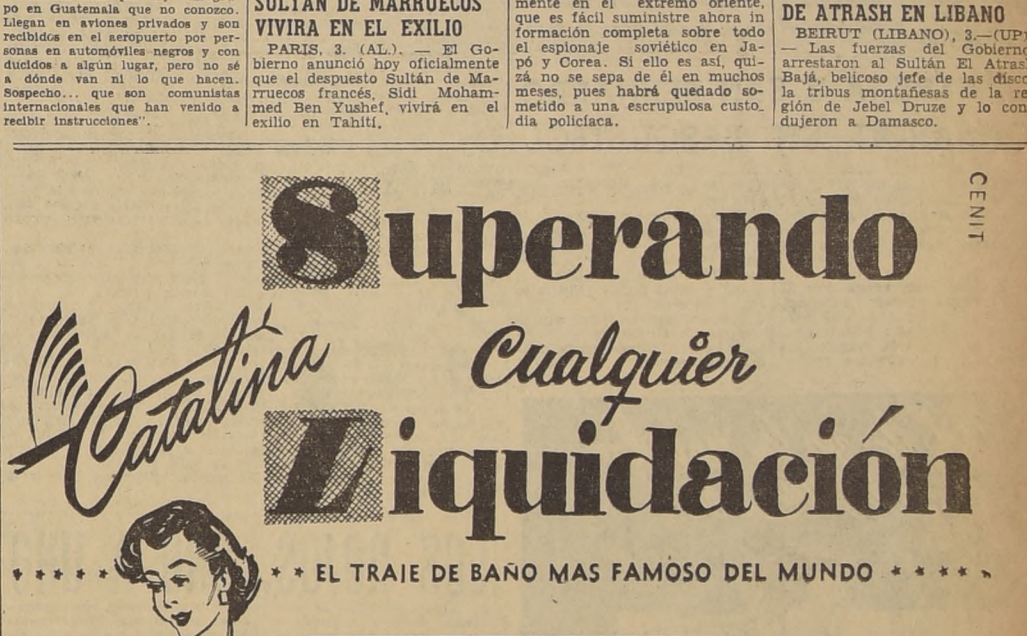 po en Guatemala que no conozco.
Llegan en aviones privados y son
recibidos en el aeropuerto por per-
sonas en automóviles negros y con
ducidos a algún lugar, pero no sé
a dónde van ni lo que hacen.
Sospecho... que son comunistas
internacionales que han venido a
recibir instrucciones".
SULTAN DE MARRUECOS
VIVIRA EN EL EXILIO
PARIS, 3. (AL.). — El Go-
bierno anunció hoy oficialmente
que el despuesto Sultán de Ma-
rruecos francés, Sidi Moham-
med Ben Yushef, vivirá en el
exilio en Tahití.
mente en el extremo oriente,
que es fácil suministre ahora in
formación completa sobre todo
el espionaje soviético en Ja-
pó y Corea. Si ello es así, qui-
zá no se sepa de él en muchos
meses, pues habrá quedado so-
metido a una escrupulosa custo_
dia policíaca.
DE ATRASH EN LIBANO
BEIRUT (LIBANO), 3.—(UP)
— Las fuerzas del Gobierno
arrestaron al Sultán El Atras
Bajá, belicoso jefe de las disco
la tribus montañesas de la re
gión de Jebel Druze y lo con
dujeron a Damasco.
CENIT
Superando
Cualquier
Liquidación
Catalina
EL TRAJE DE BAÑO MAS FAMOSO DEL MUNDO